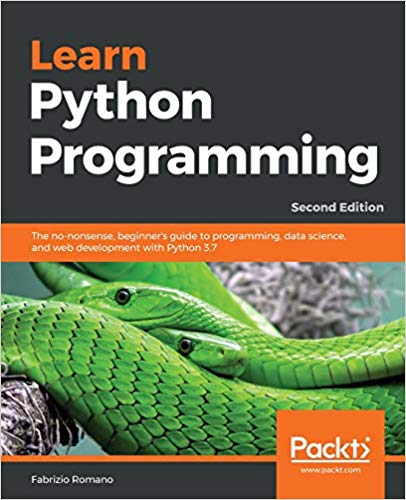 Learn
Python
Programming
Second Edition
The no-nonsense, beginner's guide to programming, data science,
and web development with Python 3.7
Fabrizio Romano
Packt>
www.packt.com